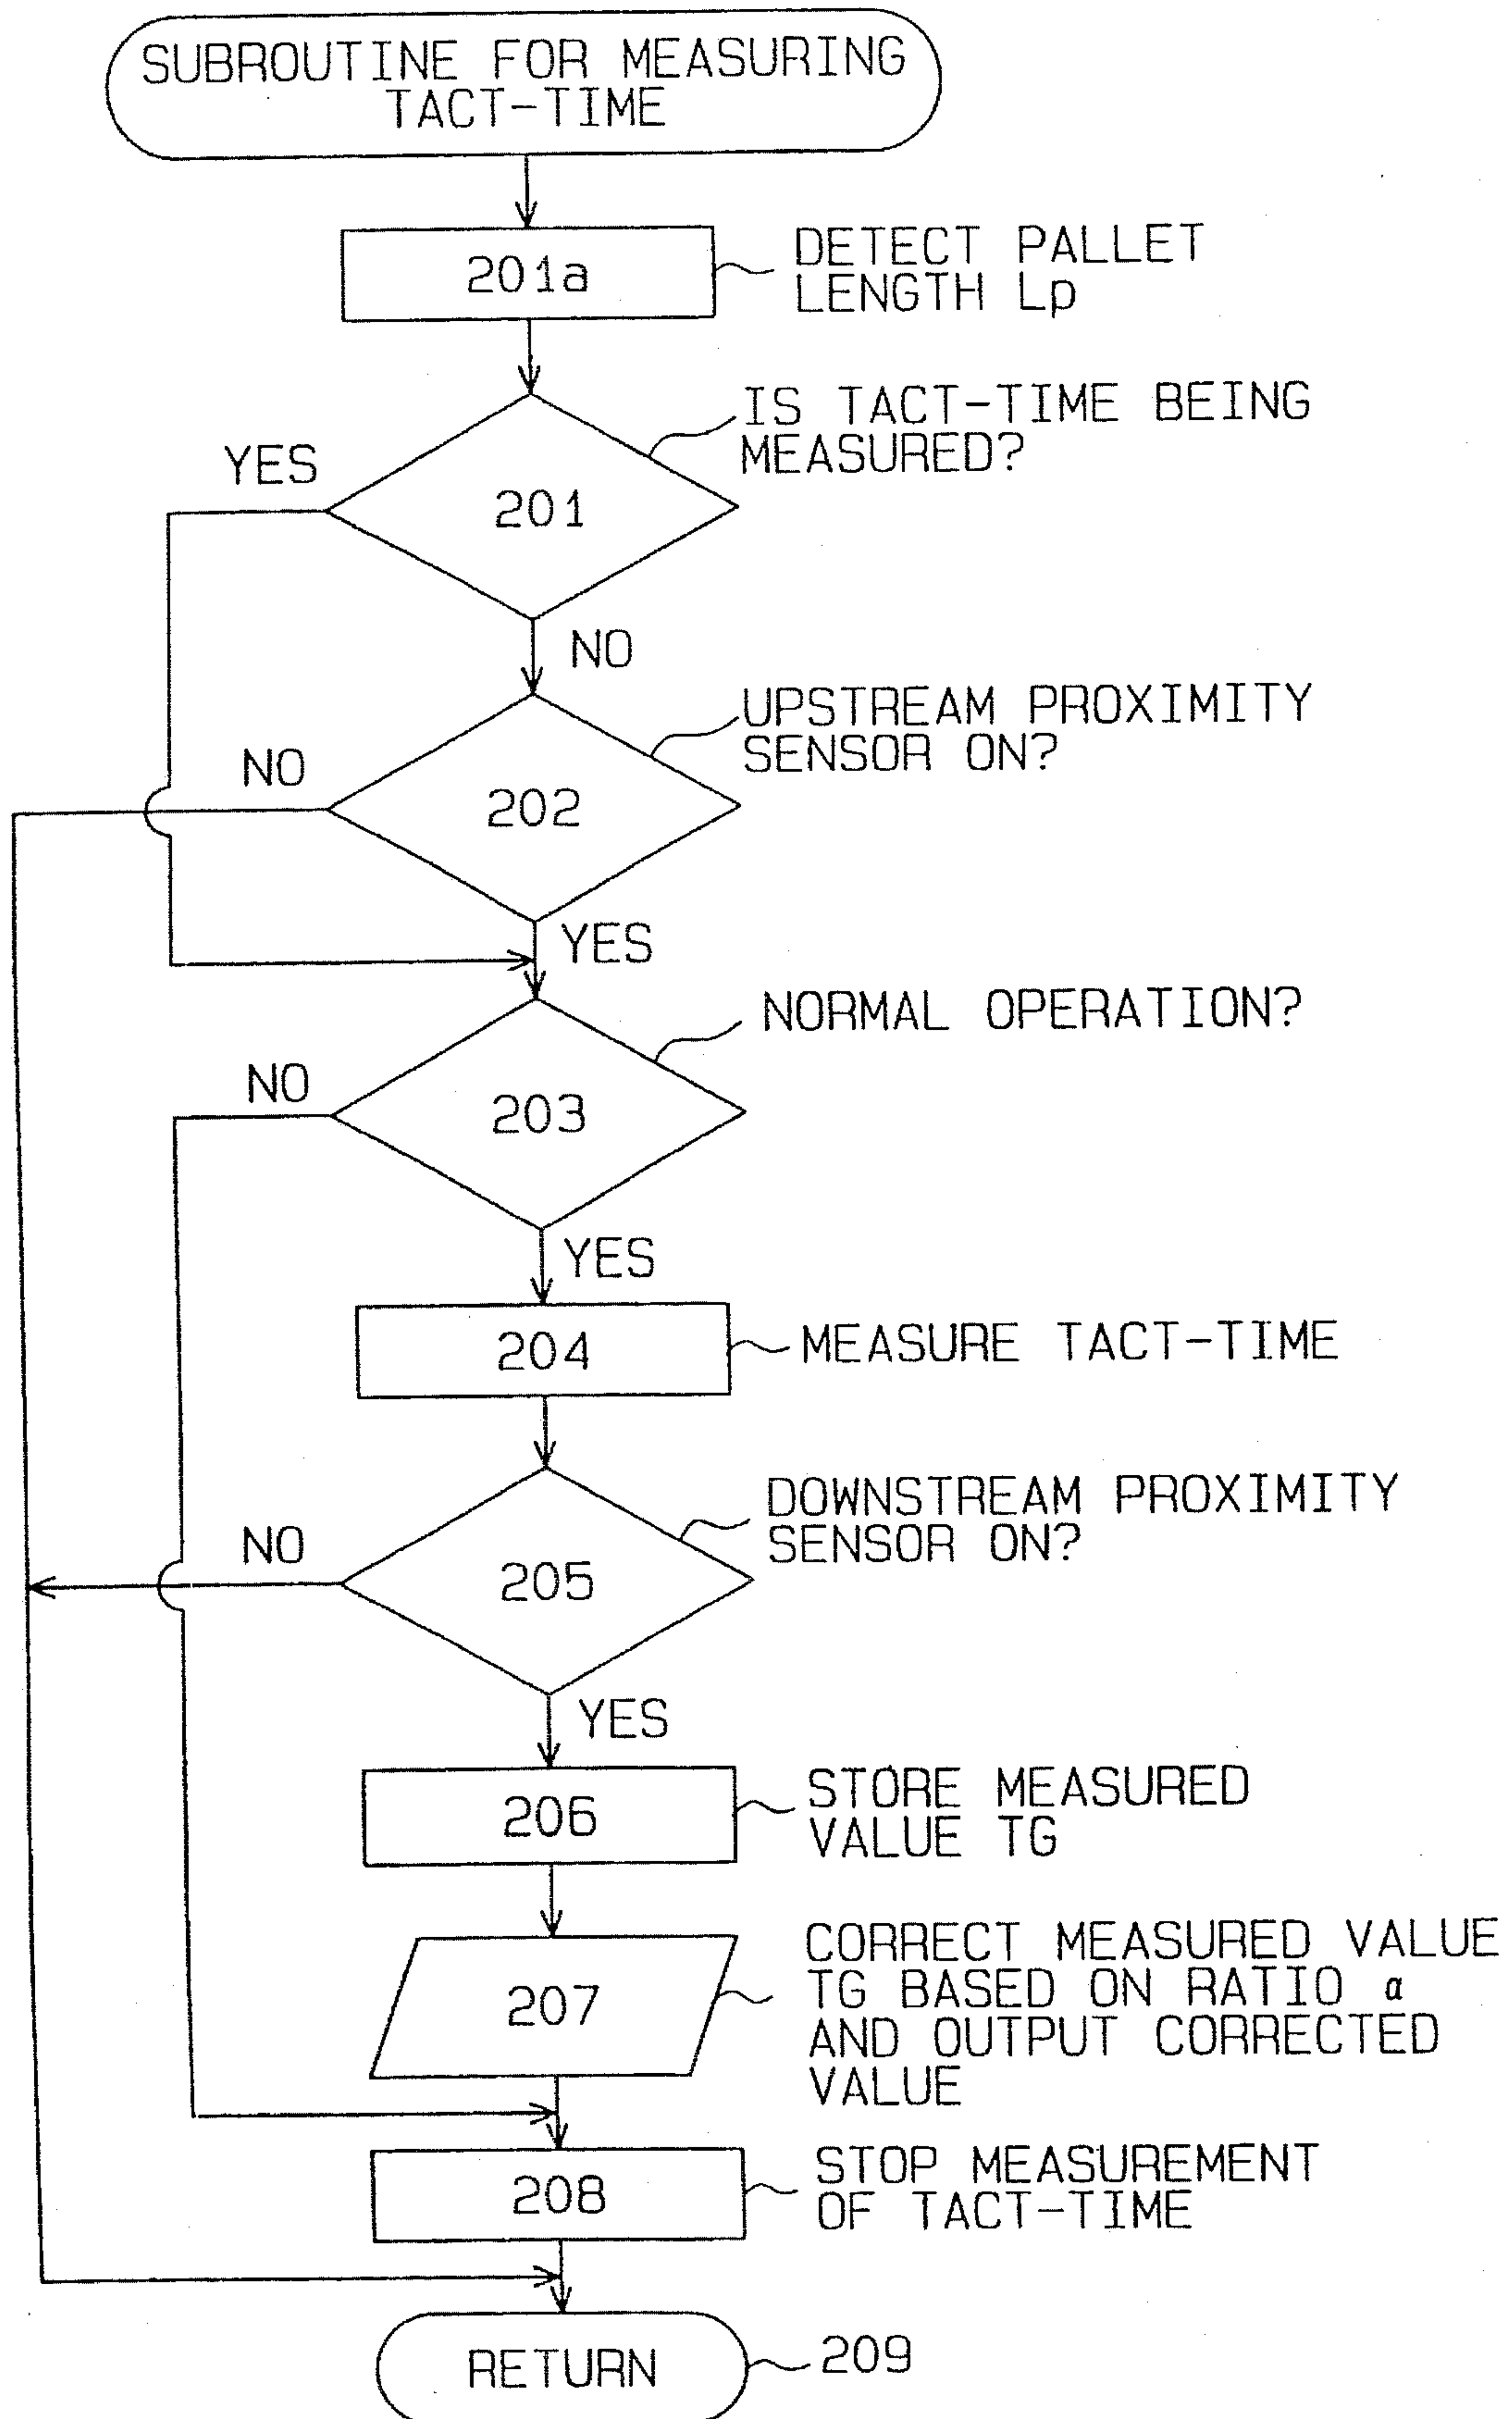 SUBROUTINE FOR MEASURING
TACT-TIME
201a
DETECT PALLET
LENGTH Lp
IS TACT-TIME BEING
MEASURED?
YES
201
NO
UPSTREAM PROXIMITY
SENSOR ON?
NO
202
YES
NORMAL OPERATION?
NO
203
YES
204
MEASURE TACT-TIME
DOWNSTREAM PROXIMITY
SENSOR ON?
NO
205
YES
206
STORE MEASURED
VALUE TG
207
CORRECT MEASURED VALUE
TG BASED ON RATIO α
AND OUTPUT CORRECTED
VALUE
208
STOP MEASUREMENT
OF TACT-TIME
RETURN
209